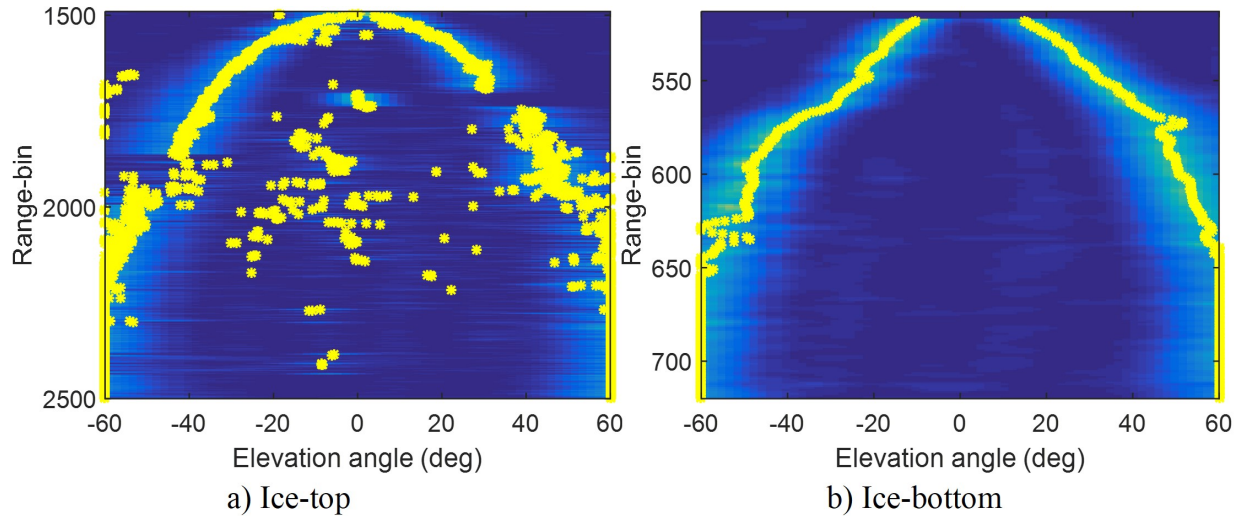 1500
2000
2500
Range-bin
-60 -40 -20 0 20 40 60
Elevation angle (deg)
a) Ice-top
550
600
650
700
Range-bin
-60 -40 -20 0 20 40 60
Elevation angle (deg)
b) Ice-bottom